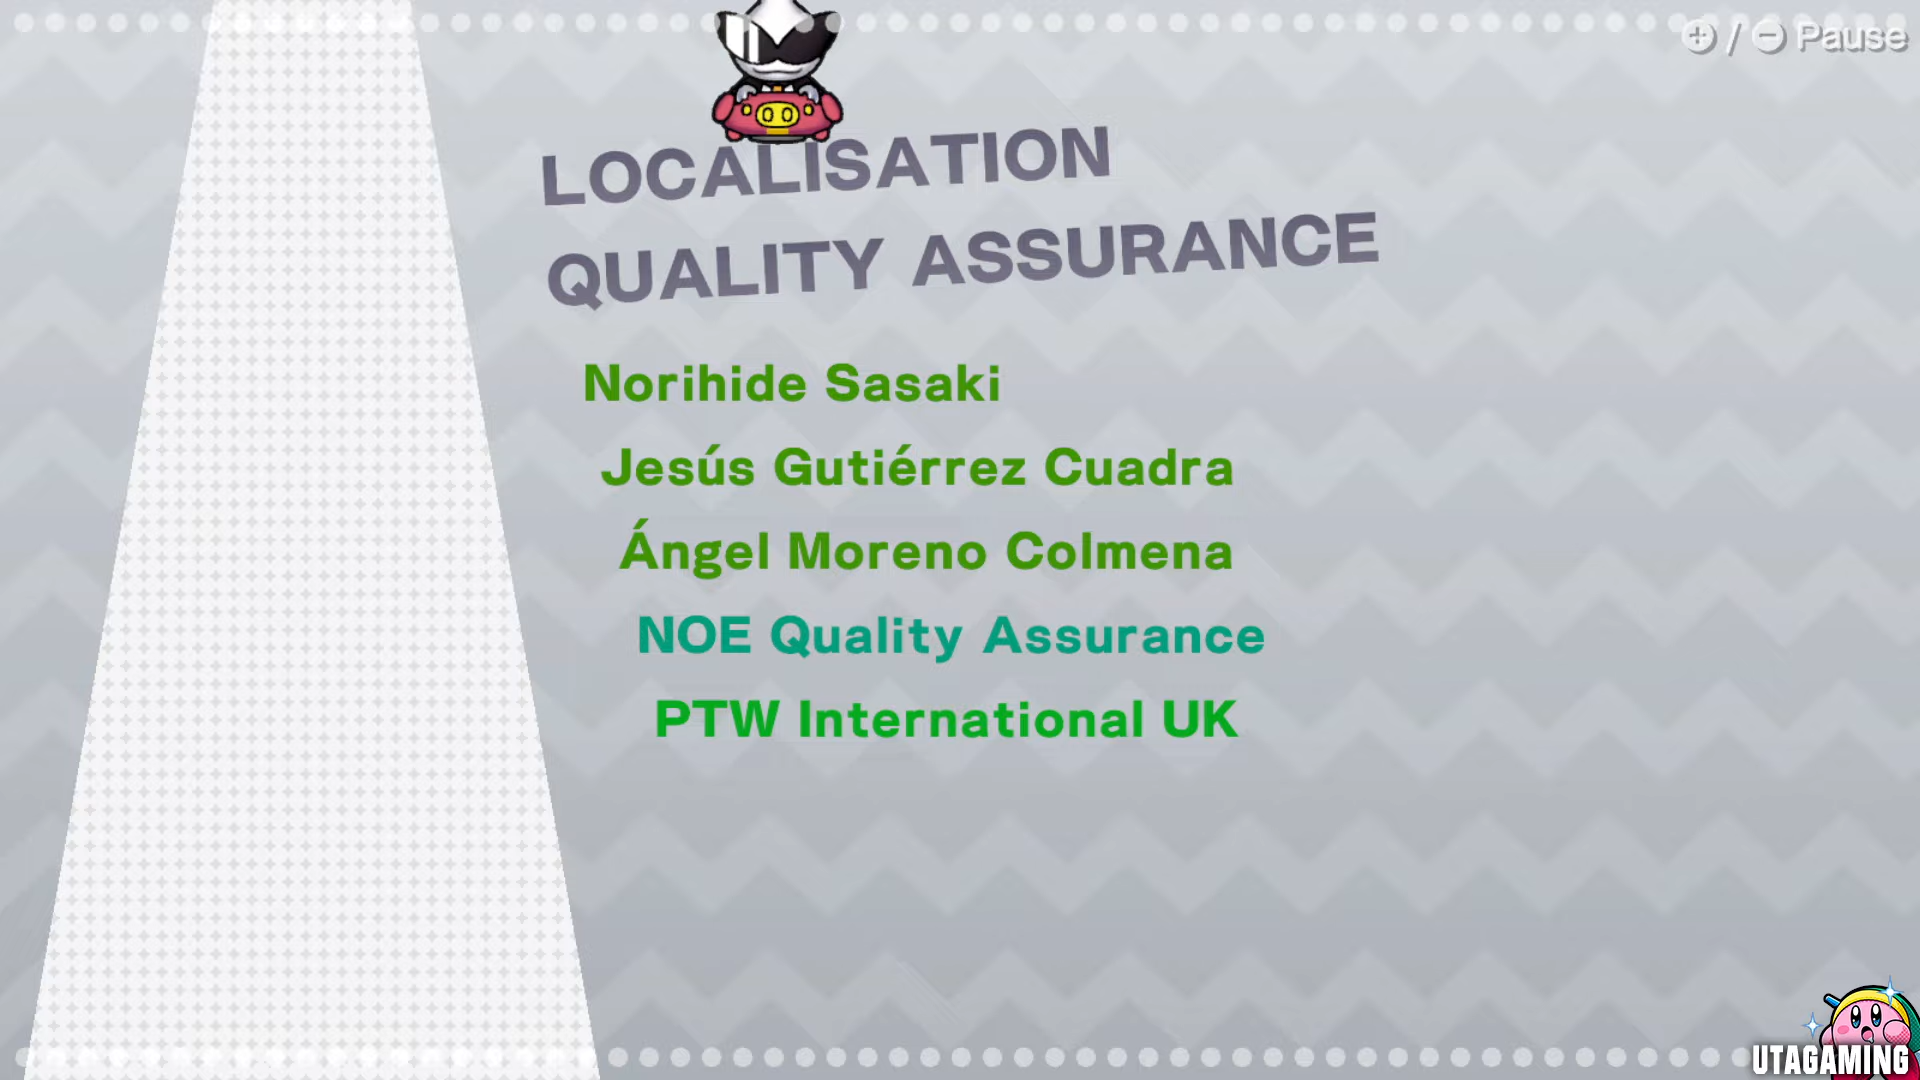 + / - Pause
LOCALISATION
QUALITY ASSURANCE
Norihide Sasaki
Jesús Gutiérrez Cuadra
Ángel Moreno Colmena
NOE Quality Assurance
PTW International UK
UTAGAMING